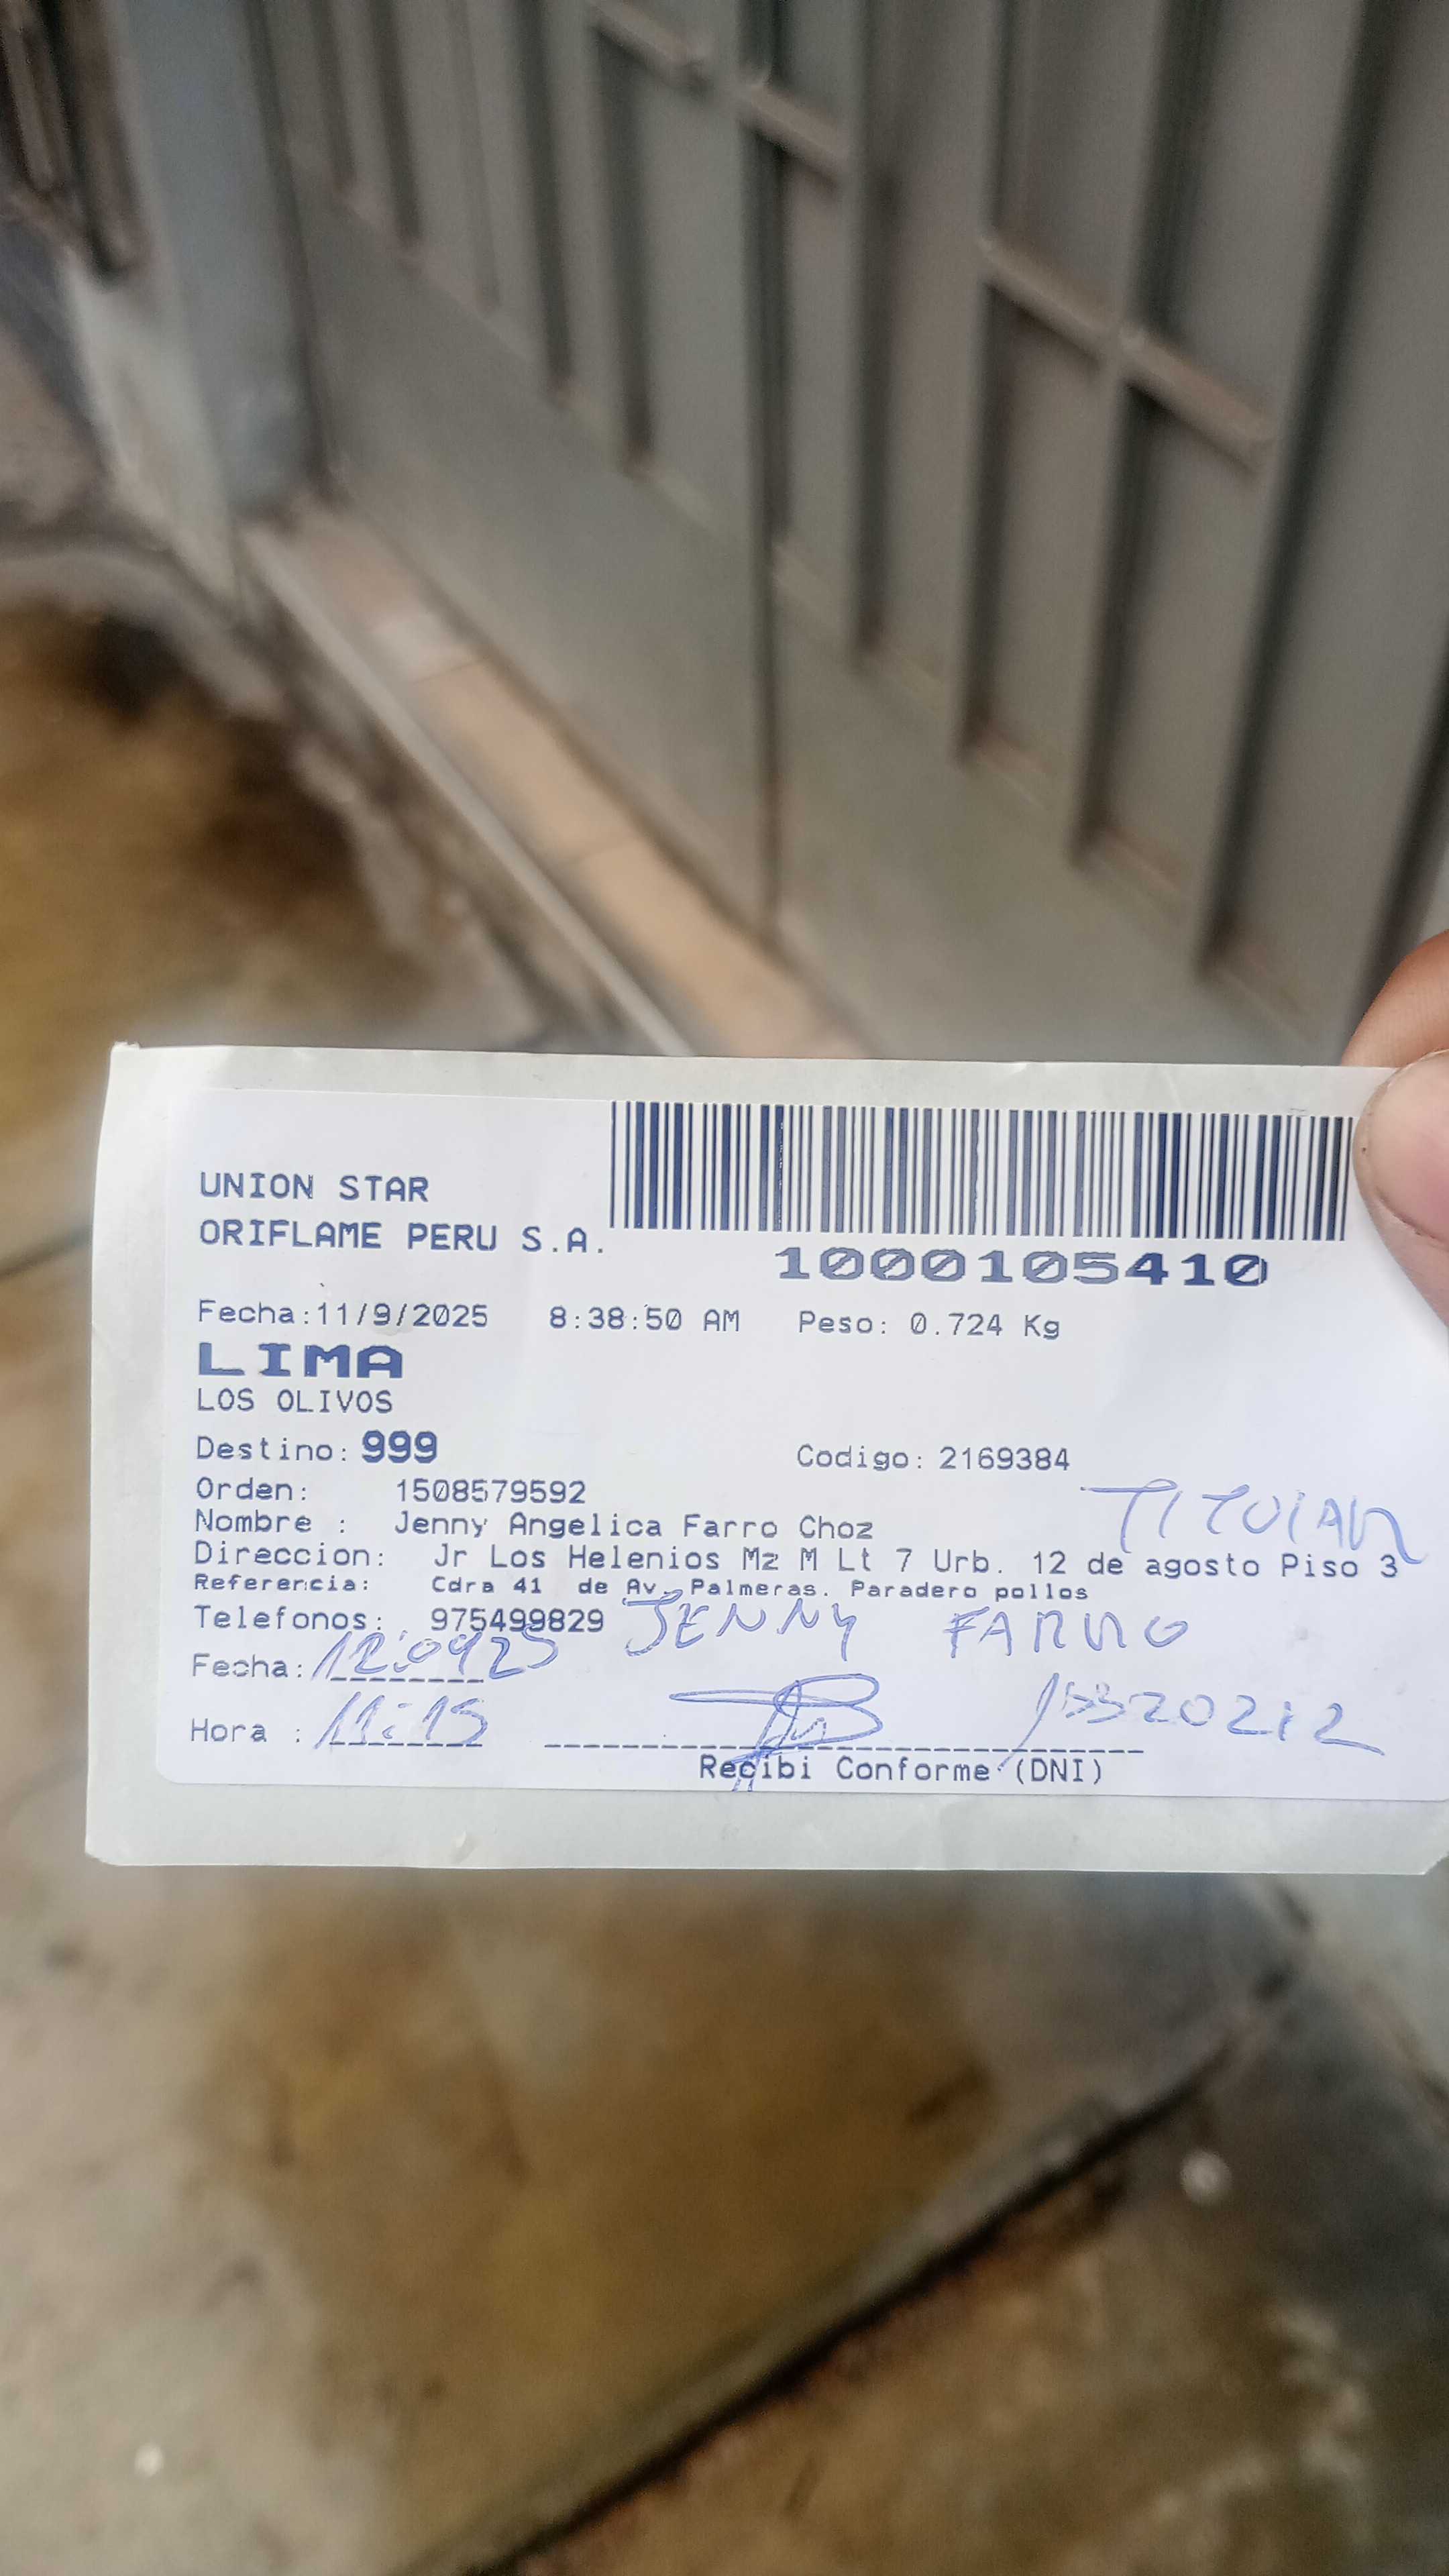 UNION STAR
ORIFLAME PERU S.A.
1000105410
Fecha:11/9/2025 8:38:50 AM Peso: 0.724 Kg
LIMA
LOS OLIVOS
Destino: 999 Codigo: 2169384
Orden: 1508579592
TITULAR
Nombre : Jenny Angelica Farro Choz
Direccion: Jr Los Helenios Mz M Lt 7 Urb. 12 de agosto Piso 3
Referencia: Cdra 41 de Av. Palmeras. Paradero pollos
Telefonos: 975499829 JENNY FARRO
Fecha: 12.0925
Hora : 11:15
Recibi Conforme (DNI)